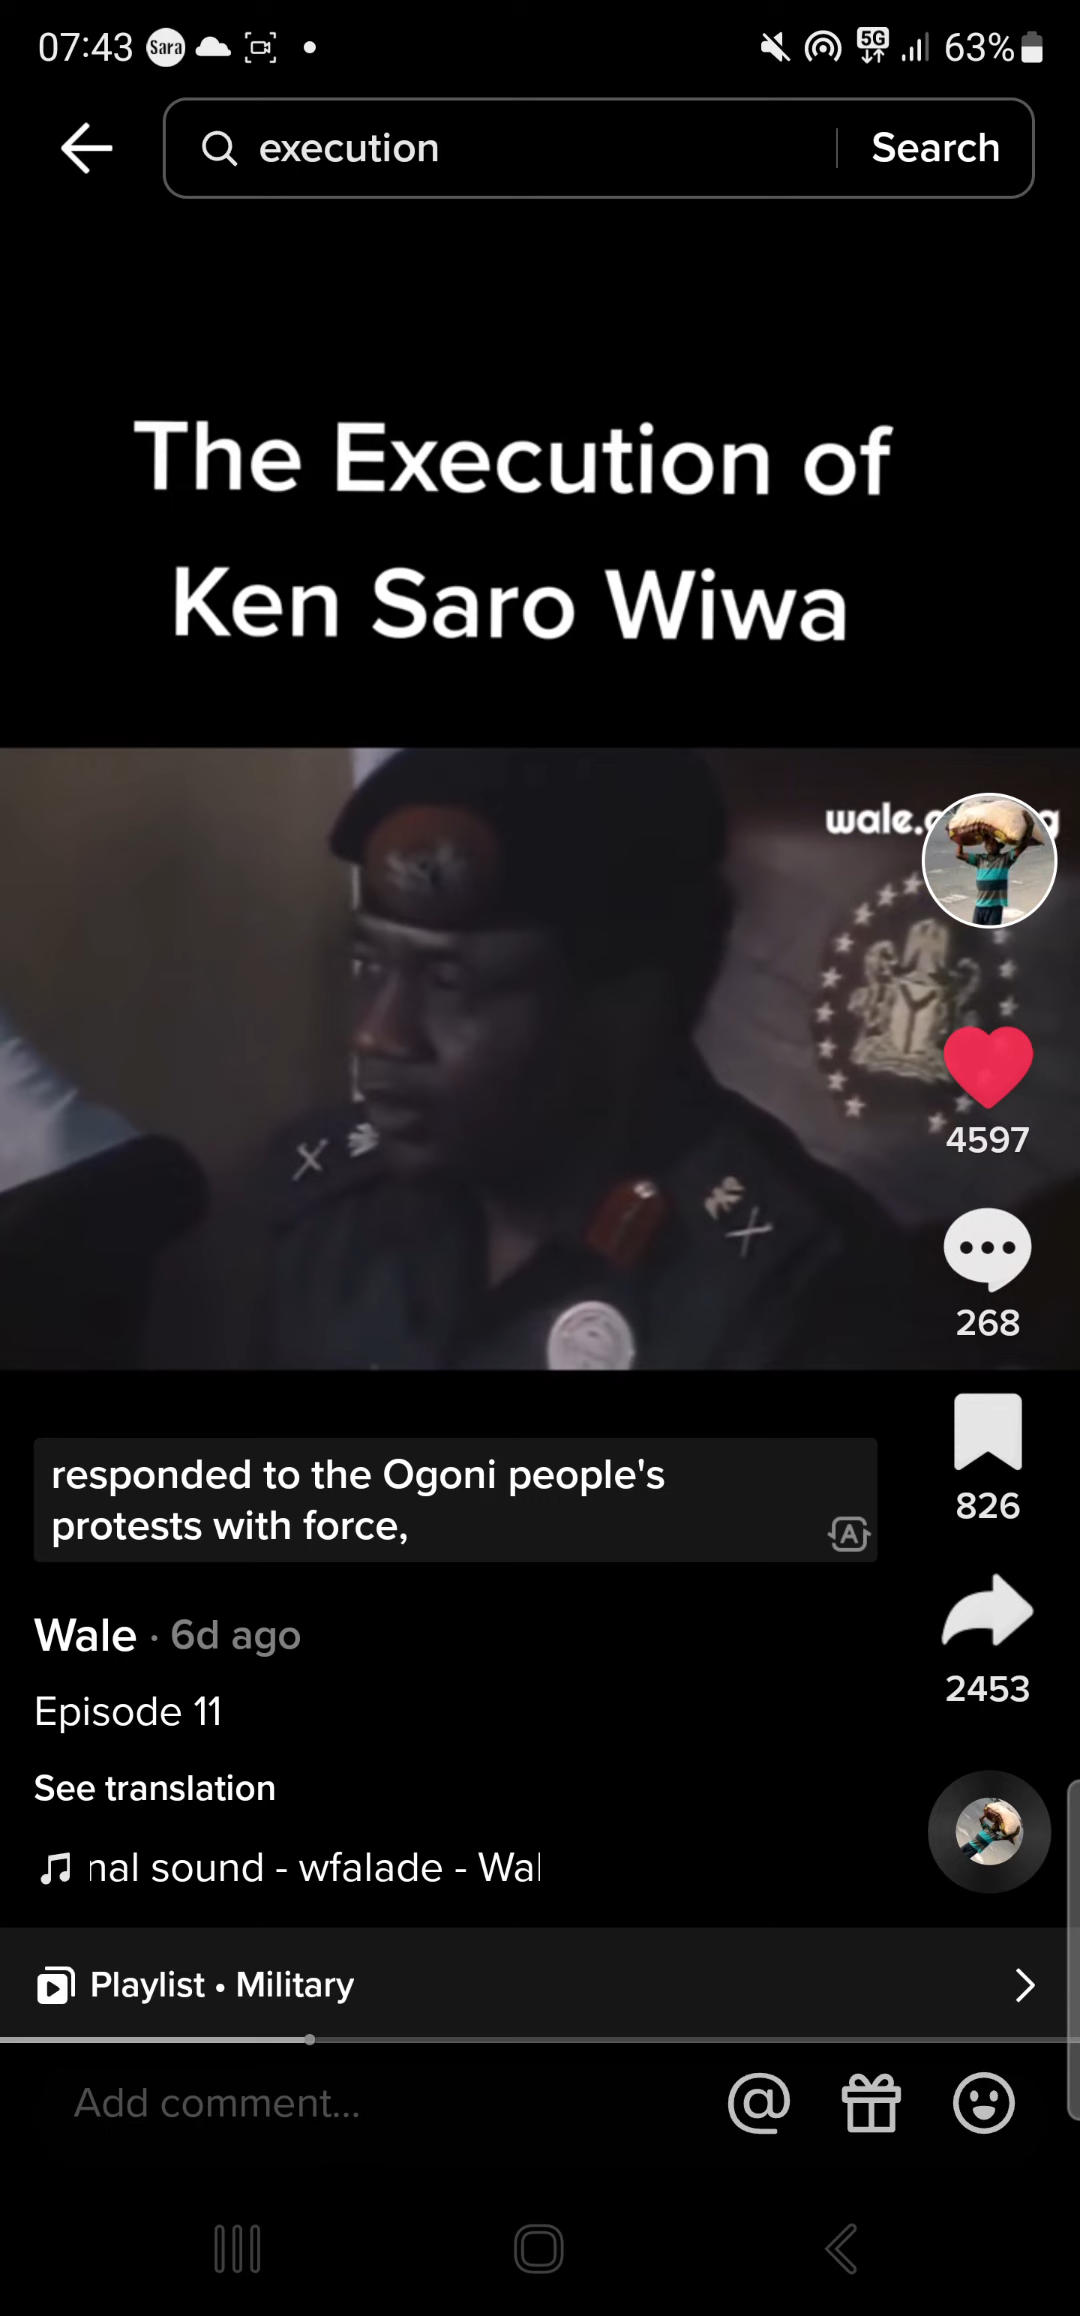 07:43 Sara 5G 63%
execution Search
The Execution of
Ken Saro Wiwa
4597
268
responded to the Ogoni people's
protests with force,
A
826
Wale · 6d ago
2453
Episode 11
See translation
nal sound - wfalade - Wal
Playlist • Military
Add comment...